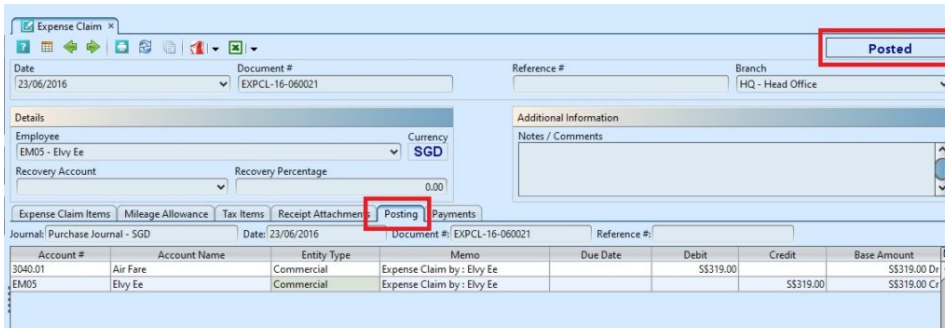 Expense Claim ×
Posted
Date Document # Reference # Branch
23/06/2016 EXPCL-16-060021 HQ - Head Office
Details Additional Information
Employee Currency Notes / Comments
EM05 - Elvy Ee SGD
Recovery Account Recovery Percentage
0.00
Expense Claim Items Mileage Allowance Tax Items Receipt Attachments Posting Payments
Journal: Purchase Journal - SGD Date: 23/06/2016 Document #: EXPCL-16-060021 Reference #:
Account # Account Name Entity Type Memo Due Date Debit Credit Base Amount
3040.01 Air Fare Commercial Expense Claim by : Elvy Ee S$319.00 S$319.00 Dr
EM05 Elvy Ee Commercial Expense Claim by : Elvy Ee S$319.00 S$319.00 Cr